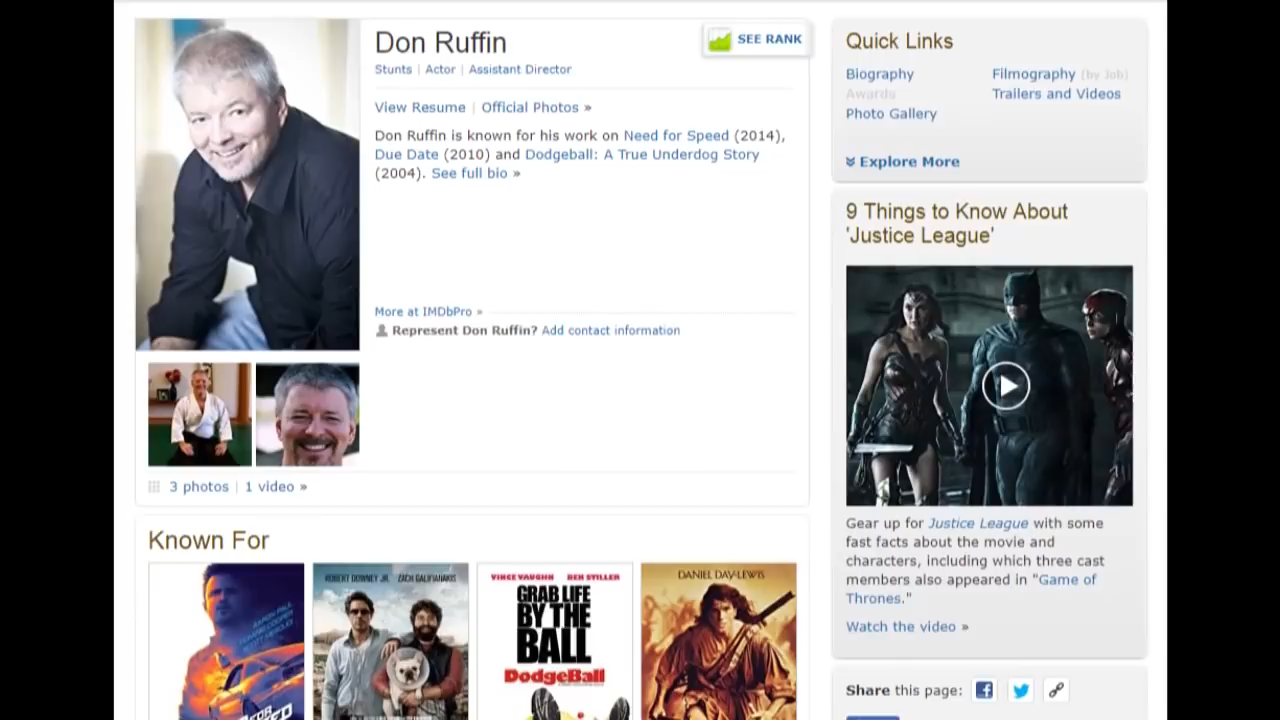 Don Ruffin
SEE RANK
Stunts | Actor | Assistant Director
View Resume | Official Photos »
Don Ruffin is known for his work on Need for Speed (2014),
Due Date (2010) and Dodgeball: A True Underdog Story
(2004). See full bio »
More at IMDbPro »
Represent Don Ruffin? Add contact information
3 photos | 1 video »
Known For
AARON PAUL
ROBERT DOWNEY JR. ZACH GALIFIANAKIS
VINCE VAUGHN BEN STILLER
GRAB LIFE
BY THE
BALL
DODGEBALL
DANIEL DAY-LEWIS
Quick Links
Biography
Filmography (by Job)
Awards
Trailers and Videos
Photo Gallery
Explore More
9 Things to Know About
'Justice League'
Gear up for Justice League with some
fast facts about the movie and
characters, including which three cast
members also appeared in "Game of
Thrones."
Watch the video »
Share this page: